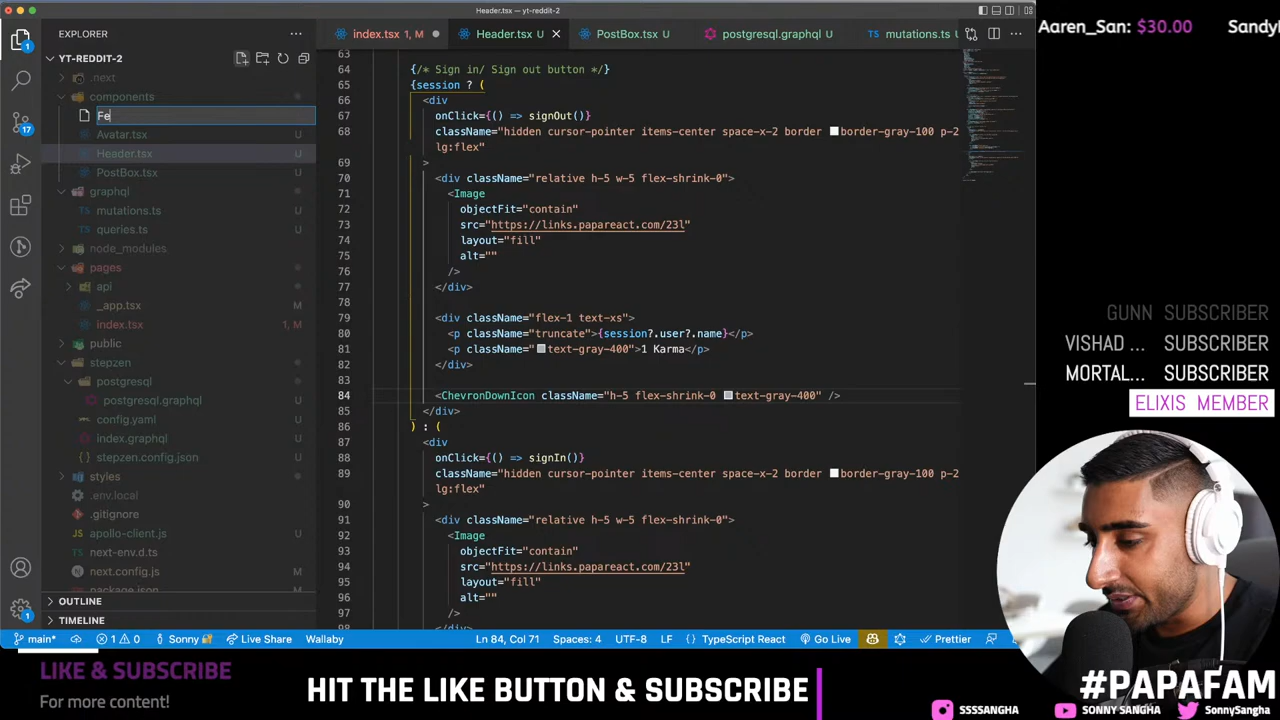 Header.tsx — yt-reddit-2
Aaren_San: $30.00 Sandy
EXPLORER
index.tsx 1, M
Header.tsx U
PostBox.tsx U
postgresql.graphql U
mutations.ts U
YT-REDDIT-2
.next
components
Fe
Avatar.tsx U
Header.tsx U
PostBox.tsx U
graphql
mutations.ts U
queries.ts U
node_modules
pages
api
_app.tsx M
index.tsx 1, M
public
stepzen
postgresql
postgresql.graphql U
config.yaml U
index.graphql U
stepzen.config.json U
styles
.env.local
.gitignore
apollo-client.js U
next-env.d.ts
next.config.js M
package.json M
OUTLINE
TIMELINE
1
17
1
63
64 {/* Sign in/ Sign out button */}
65 {session ? (
66 <div
67 onClick={() => signOut()}
68 className="hidden cursor-pointer items-center space-x-2 border border-gray-100 p-2
lg:flex"
69 >
70 <div className="relative h-5 w-5 flex-shrink-0">
71 <Image
72 objectFit="contain"
73 src="https://links.papareact.com/23l"
74 layout="fill"
75 alt=""
76 />
77 </div>
78
79 <div className="flex-1 text-xs">
80 <p className="truncate">{session?.user?.name}</p>
81 <p className="text-gray-400">1 Karma</p>
82 </div>
83
84 <ChevronDownIcon className="h-5 flex-shrink-0 text-gray-400" />
85 </div>
86 ) : (
87 <div
88 onClick={() => signIn()}
89 className="hidden cursor-pointer items-center space-x-2 border border-gray-100 p-2
lg:flex"
90 >
91 <div className="relative h-5 w-5 flex-shrink-0">
92 <Image
93 objectFit="contain"
94 src="https://links.papareact.com/23l"
95 layout="fill"
96 alt=""
97 />
98 </div>
GUNN SUBSCRIBER
VISHAD ... SUBSCRIBER
MORTAL... SUBSCRIBER
ELIXIS MEMBER
main* 1 0 Sonny Live Share Wallaby Ln 84, Col 71 Spaces: 4 UTF-8 LF {} TypeScript React Go Live Prettier
LIKE & SUBSCRIBE
For more content!
HIT THE LIKE BUTTON & SUBSCRIBE
#PAPAFAM
SSSSANGHA SONNY SANGHA SonnySangha